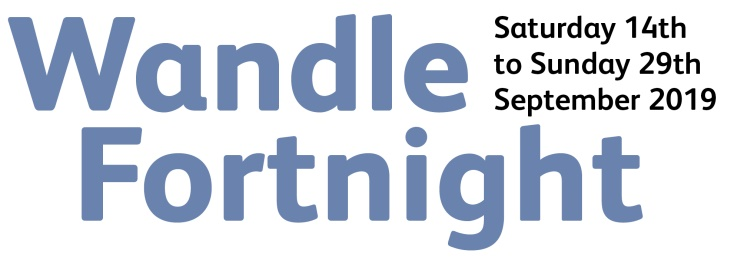 Wandle
Fortnight
Saturday 14th
to Sunday 29th
September 2019